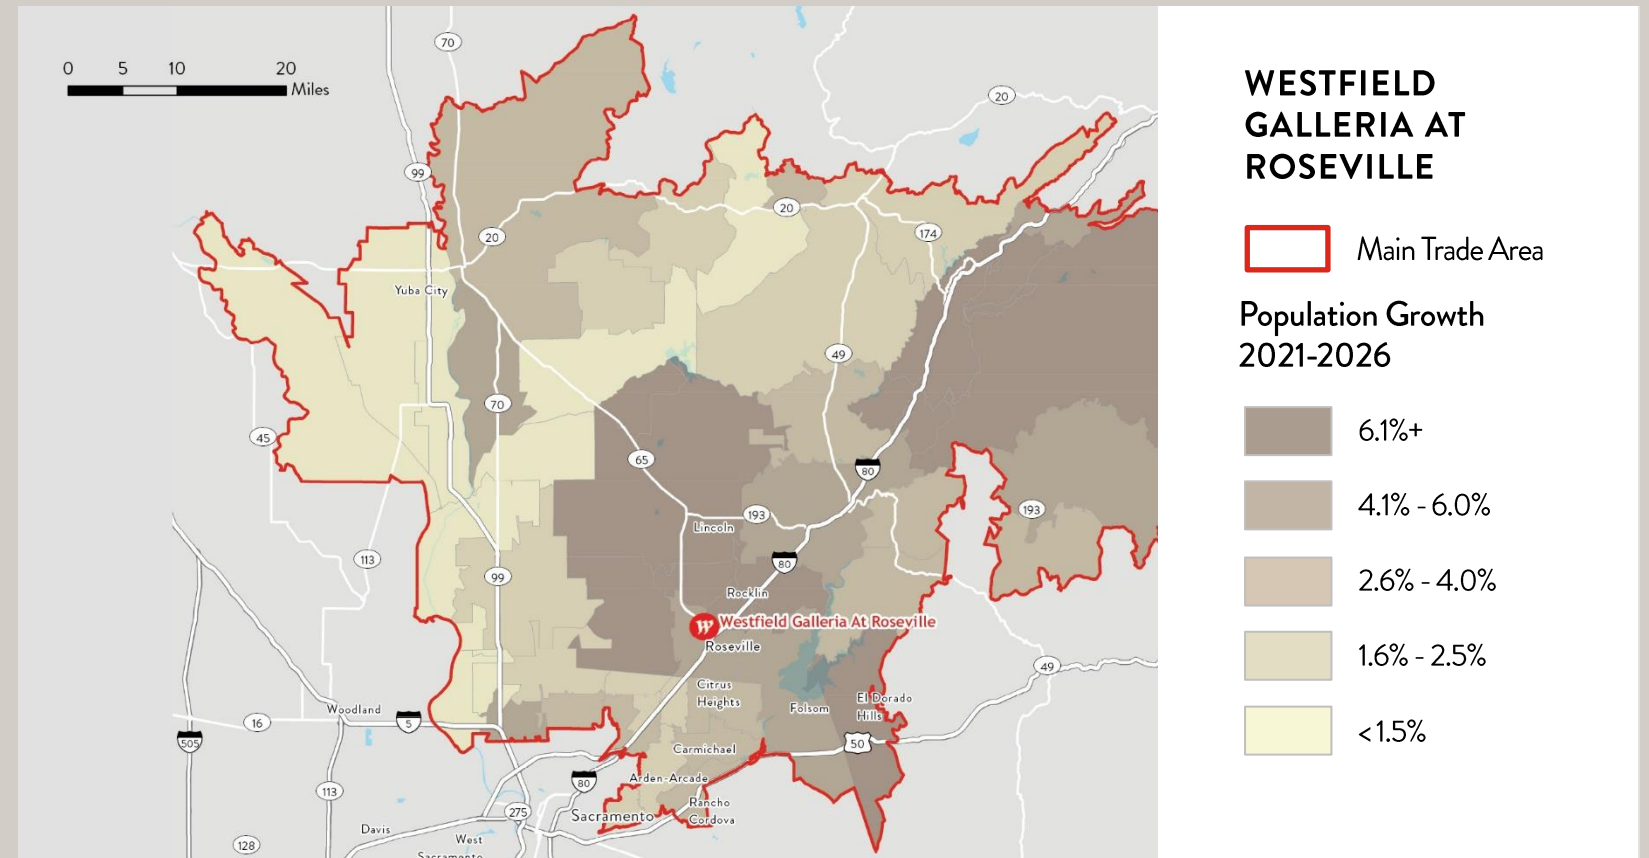 0 5 10 20
Miles
70
20
99
20
20
174
Yuba City
49
70
45
65
80
193
193
Lincoln
113
80
99
Rocklin
W Westfield Galleria At Roseville
Roseville
49
Citrus
Heights
El Dorado
Hills
Folsom
Woodland
16
5
505
50
Carmichael
Arden-Arcade
80
113
Rancho
Cordova
275
Sacramento
Davis
West
Sacramento
128
WESTFIELD
GALLERIA AT
ROSEVILLE
Main Trade Area
Population Growth
2021-2026
6.1%+
4.1% - 6.0%
2.6% - 4.0%
1.6% - 2.5%
<1.5%